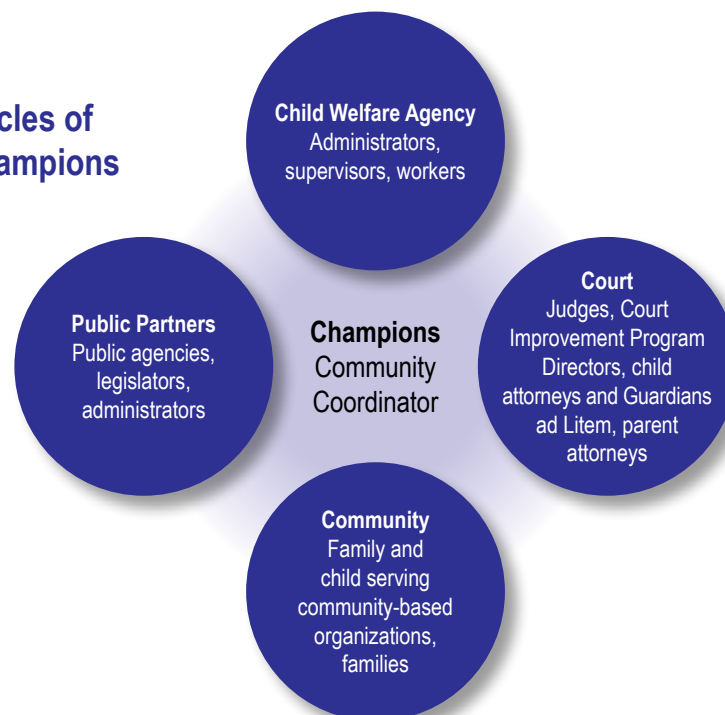 cles of
ampions
Child Welfare Agency
Administrators,
supervisors, workers
Public Partners
Public agencies,
legislators,
administrators
Champions
Community
Coordinator
Court
Judges, Court
Improvement Program
Directors, child
attorneys and Guardians
ad Litem, parent
attorneys
Community
Family and
child serving
community-based
organizations,
families